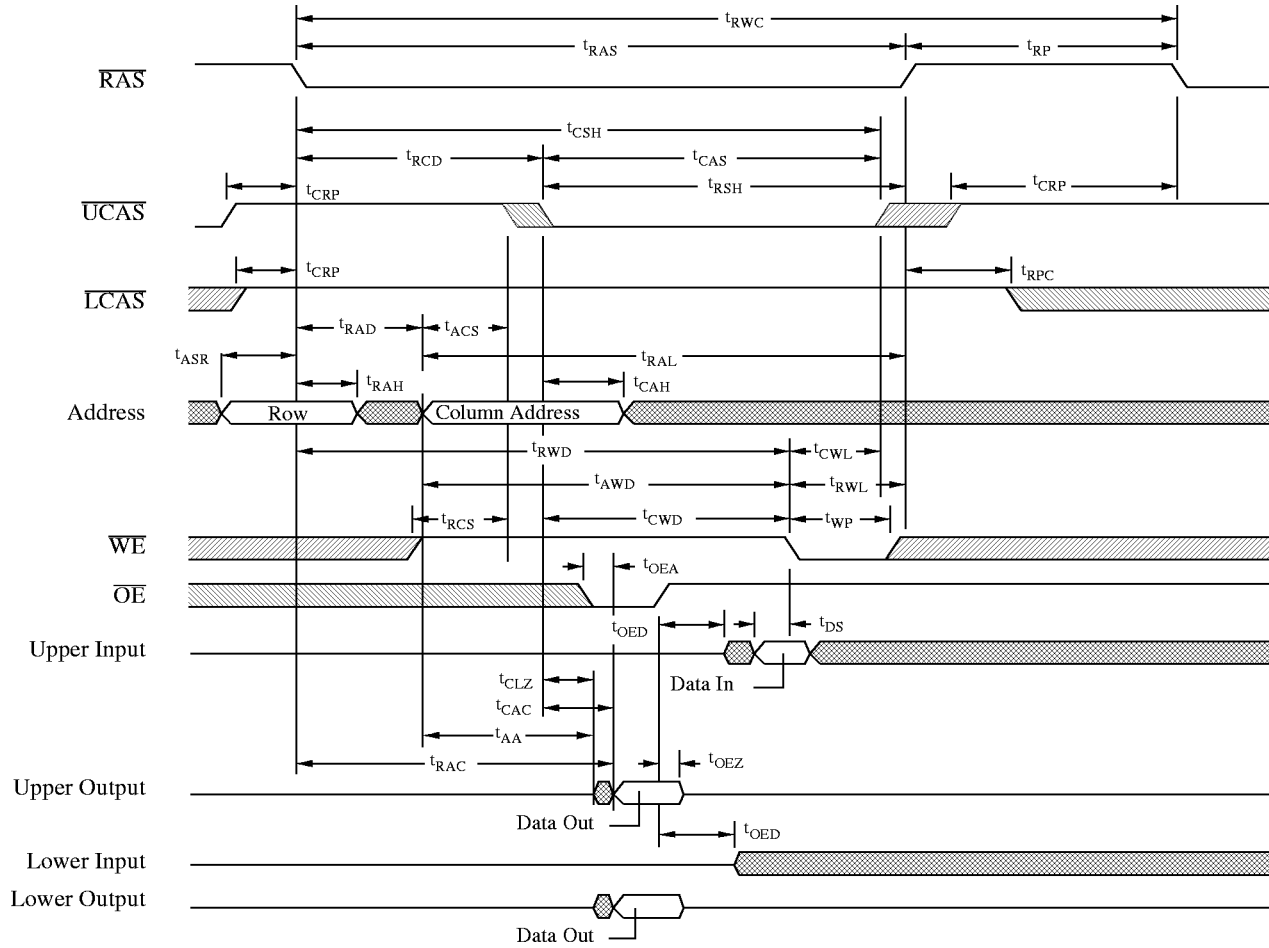 tRWC
tRAS
tRP
RAS
tCSH
tRCD
tCAS
tCRP
tRSH
tCRP
UCAS
tCRP
tRPC
LCAS
tRAD
tACS
tASR
tRAL
tRAH
tCAH
Address
Row
Column Address
tRWD
tCWL
tAWD
tRWL
tRCS
tCWD
tWP
WE
tOEA
OE
tOED
tDS
Upper Input
tCLZ
Data In
tCAC
tAA
tRAC
tOEZ
Upper Output
Data Out
tOED
Lower Input
Lower Output
Data Out